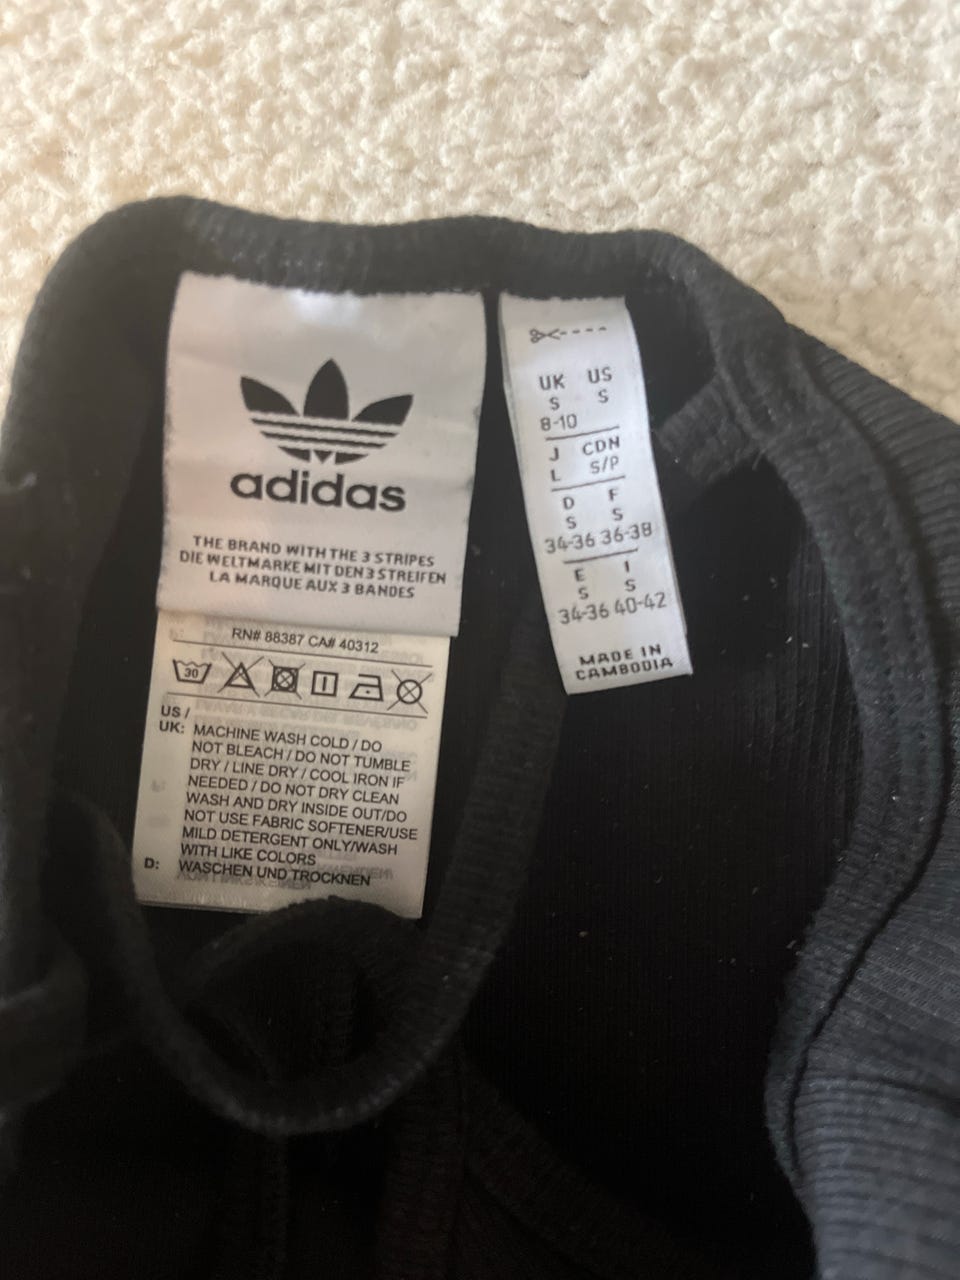 adidas
THE BRAND WITH THE 3 STRIPES
DIE WELTMARKE MIT DEN 3 STREIFEN
LA MARQUE AUX 3 BANDES
RN# 88387 CA# 40312
30
US /
UK: MACHINE WASH COLD / DO
NOT BLEACH / DO NOT TUMBLE
DRY / LINE DRY / COOL IRON IF
NEEDED / DO NOT DRY CLEAN
WASH AND DRY INSIDE OUT/DO
NOT USE FABRIC SOFTENER/USE
MILD DETERGENT ONLY/WASH
WITH LIKE COLORS
D: WASCHEN UND TROCKNEN
UK US
S S
8-10
J CDN
L S/P
D F
S S
34-36 36-38
E I
S S
34-36 40-42
MADE IN
CAMBODIA